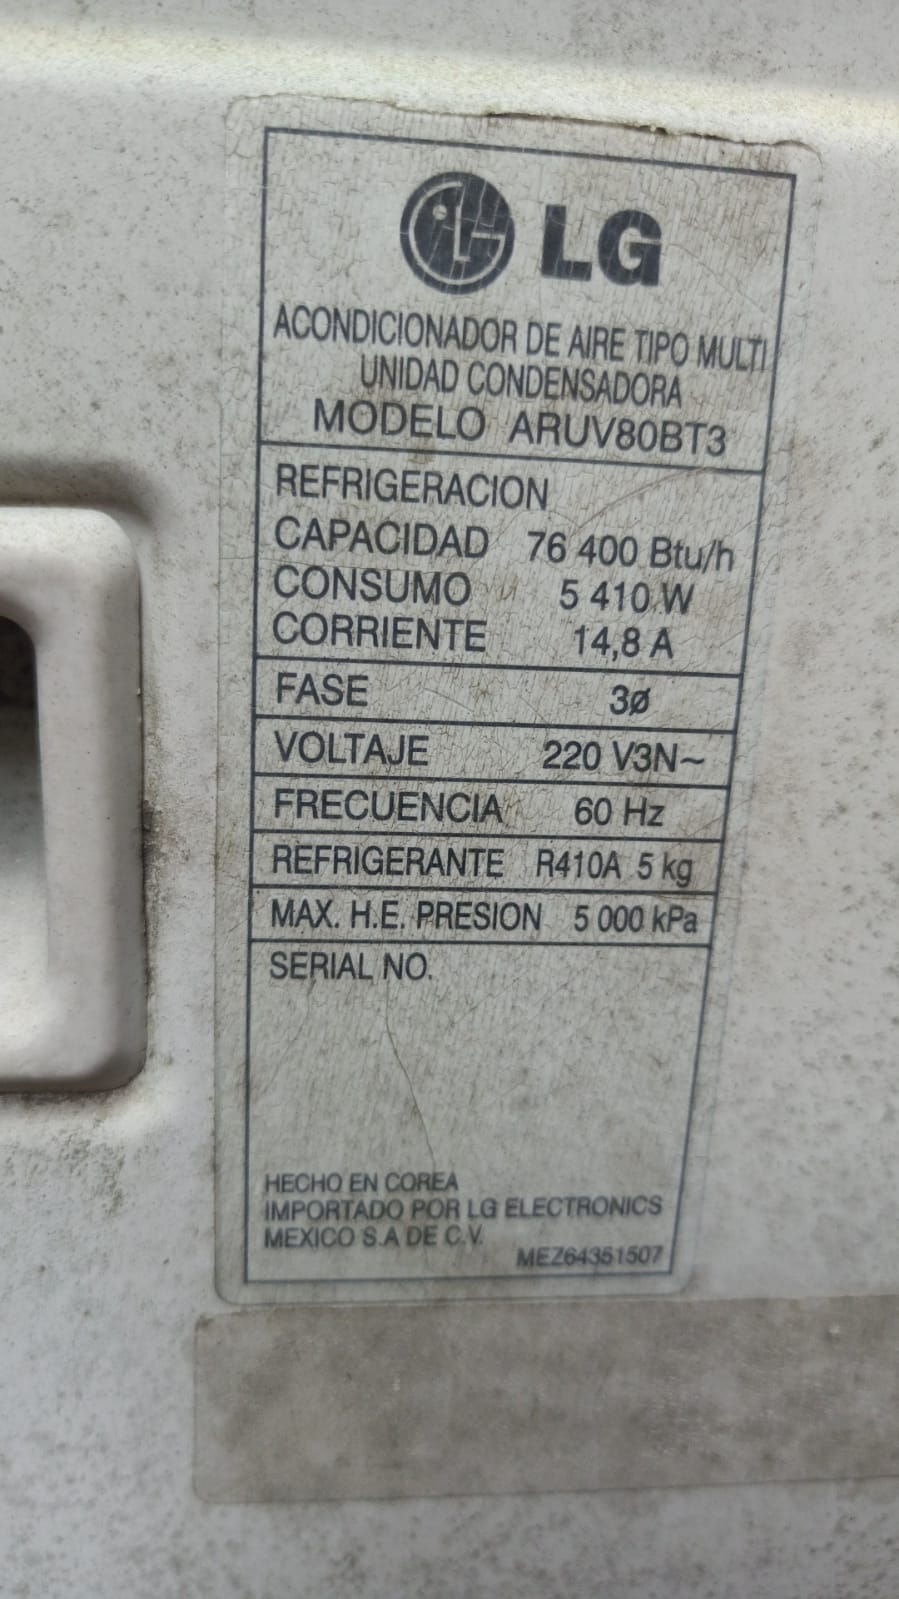 LG
ACONDICIONADOR DE AIRE TIPO MULTI
UNIDAD CONDENSADORA
MODELO ARUV80BT3
REFRIGERACION
CAPACIDAD 76 400 Btu/h
CONSUMO 5 410 W
CORRIENTE 14,8 A
FASE 3ø
VOLTAJE 220 V3N~
FRECUENCIA 60 Hz
REFRIGERANTE R410A 5 kg
MAX. H.E. PRESION 5 000 kPa
SERIAL NO.
HECHO EN COREA
IMPORTADO POR LG ELECTRONICS
MEXICO S.A DE C.V.
MEZ64351507